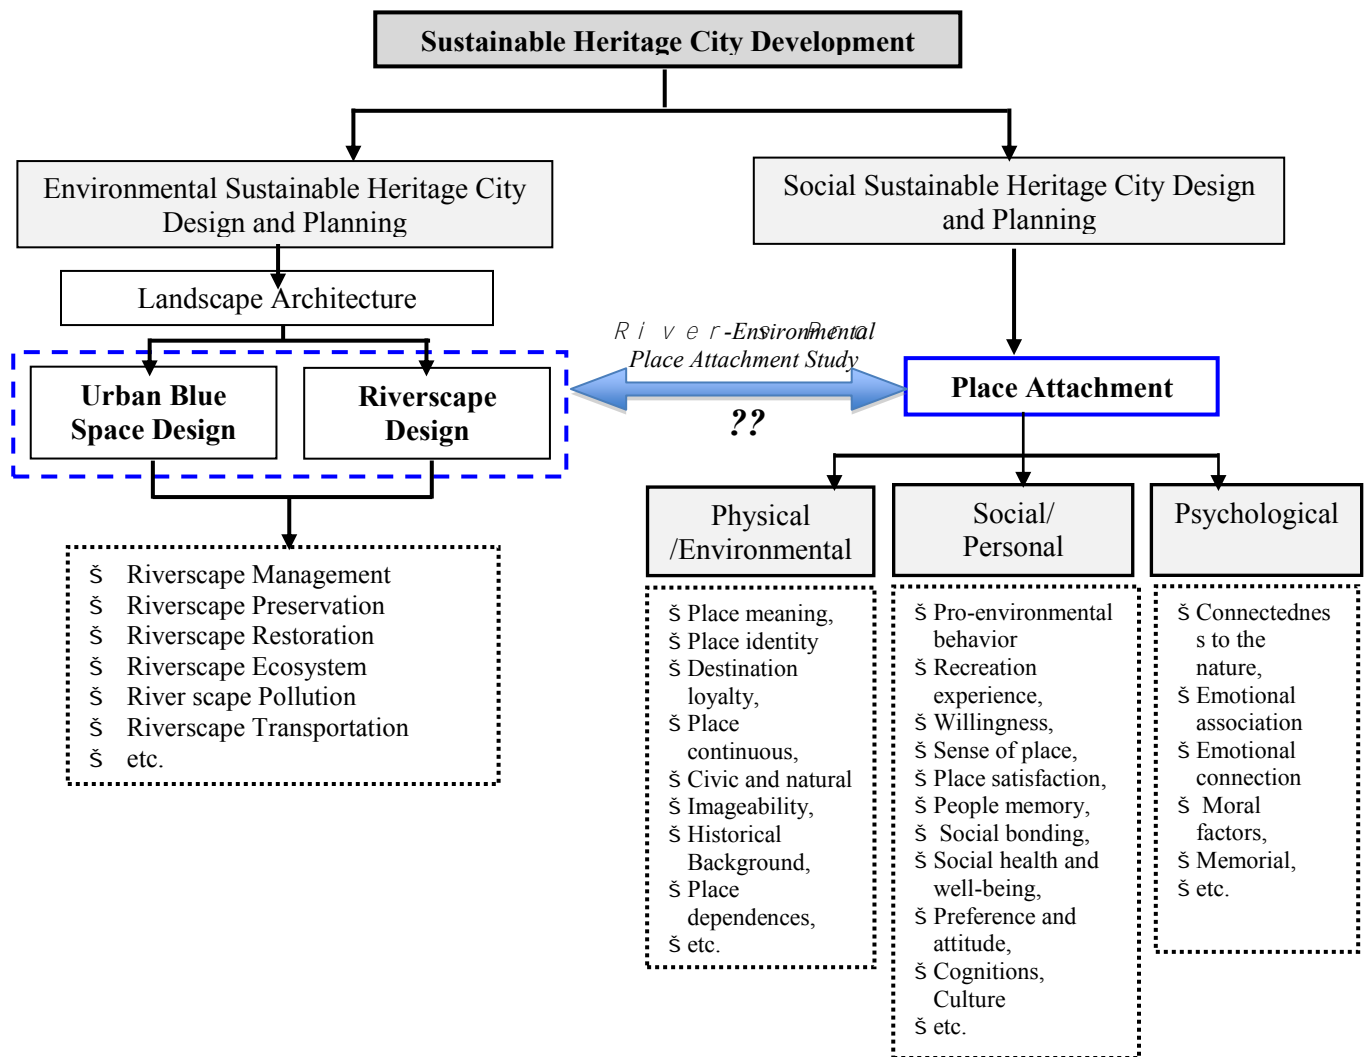 Sustainable Heritage City Development
Environmental Sustainable Heritage City
Design and Planning
Social Sustainable Heritage City Design
and Planning
Landscape Architecture
River-Environmental
Place Attachment Study
??
Urban Blue
Space Design
Riverscape
Design
Place Attachment
Š Riverscape Management
Š Riverscape Preservation
Š Riverscape Restoration
Š Riverscape Ecosystem
Š River scape Pollution
Š Riverscape Transportation
Š etc.
Physical
/Environmental
Š Place meaning,
Š Place identity
Š Destination
loyalty,
Š Place
continuous,
Š Civic and natural
Š Imageability,
Š Historical
Background,
Š Place
dependences,
Š etc.
Social/
Personal
Š Pro-environmental
behavior
Š Recreation
experience,
Š Willingness,
Š Sense of place,
Š Place satisfaction,
Š People memory,
Š Social bonding,
Š Social health and
well-being,
Š Preference and
attitude,
Š Cognitions,
Culture
Š etc.
Psychological
Š Connectednes
s to the
nature,
Š Emotional
association
Š Emotional
connection
Š Moral
factors,
Š Memorial,
Š etc.